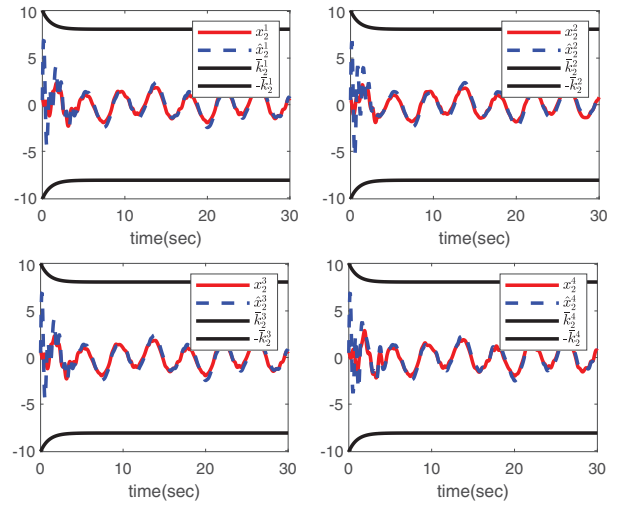 10
5
0
-5
-10
0 10 20 30
time(sec)
x_2^1
x̂_2^1
k̄_2^1
-k̄_2^1
10
5
0
-5
-10
0 10 20 30
time(sec)
x_2^2
x̂_2^2
k̄_2^2
-k̄_2^2
10
5
0
-5
-10
0 10 20 30
time(sec)
x_2^3
x̂_2^3
k̄_2^3
-k̄_2^3
10
5
0
-5
-10
0 10 20 30
time(sec)
x_2^4
x̂_2^4
k̄_2^4
-k̄_2^4